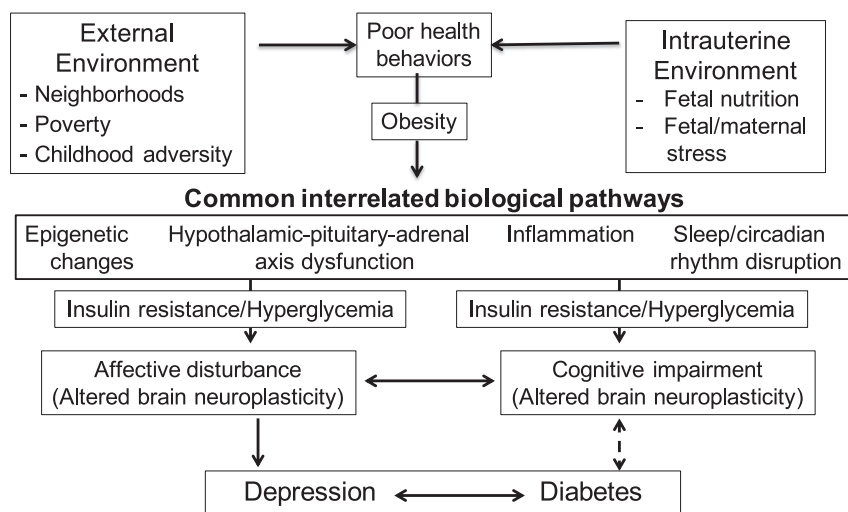 External
Environment
- Neighborhoods
- Poverty
- Childhood adversity
Poor health
behaviors
Intrauterine
Environment
- Fetal nutrition
- Fetal/maternal
stress
Obesity
Common interrelated biological pathways
Epigenetic
changes
Hypothalamic-pituitary-adrenal
axis dysfunction
Inflammation
Sleep/circadian
rhythm disruption
Insulin resistance/Hyperglycemia
Insulin resistance/Hyperglycemia
Affective disturbance
(Altered brain neuroplasticity)
Cognitive impairment
(Altered brain neuroplasticity)
Depression
Diabetes